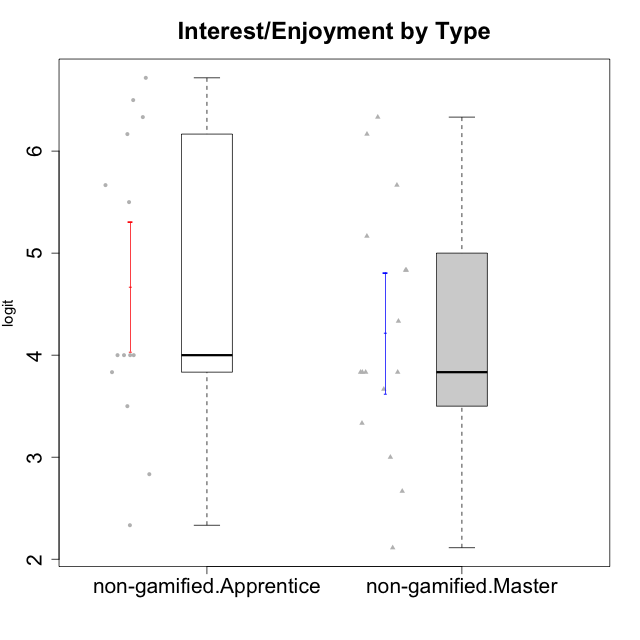 Interest/Enjoyment by Type
logit
6
5
4
3
2
non-gamified.Apprentice
non-gamified.Master